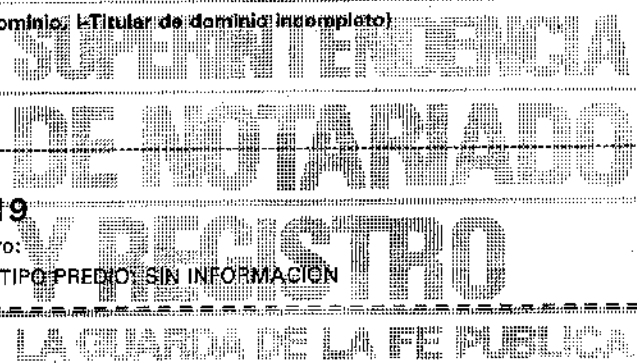 ominio, I-Titular de dominio incompleto)
SUPERINTENDENCIA
DE NOTARIADO
19
Y REGISTRO
ro:
TIPO PREDIO: SIN INFORMACION
LA GUARDA DE LA FE PUBLICA